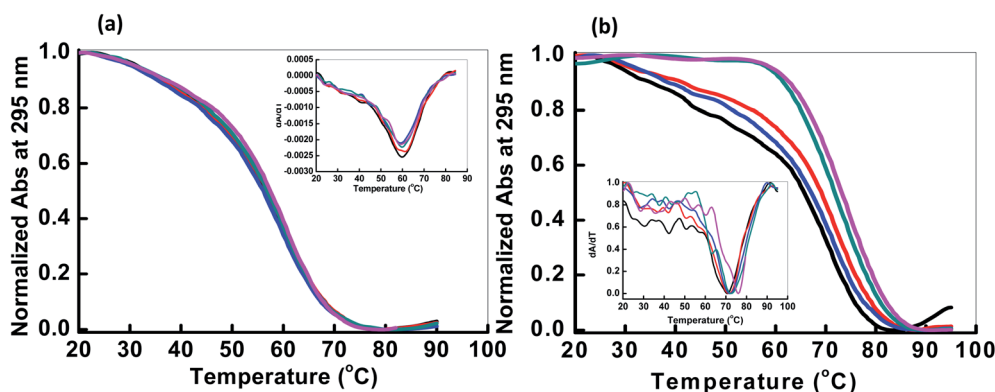 (a)
Normalized Abs at 295 nm
1.0
0.8
0.6
0.4
0.2
0.0
20 30 40 50 60 70 80 90 100
Temperature (°C)
dA/dT
0.0005
0.0000
-0.0005
-0.0010
-0.0015
-0.0020
-0.0025
-0.0030
20 30 40 50 60 70 80 90
Temperature (°C)
(b)
Normalized Abs at 295 nm
1.0
0.8
0.6
0.4
0.2
0.0
20 30 40 50 60 70 80 90 100
Temperature (°C)
dA/dT
1.0
0.8
0.6
0.4
0.2
0.0
20 30 40 50 60 70 80 90 100
Temperature (°C)